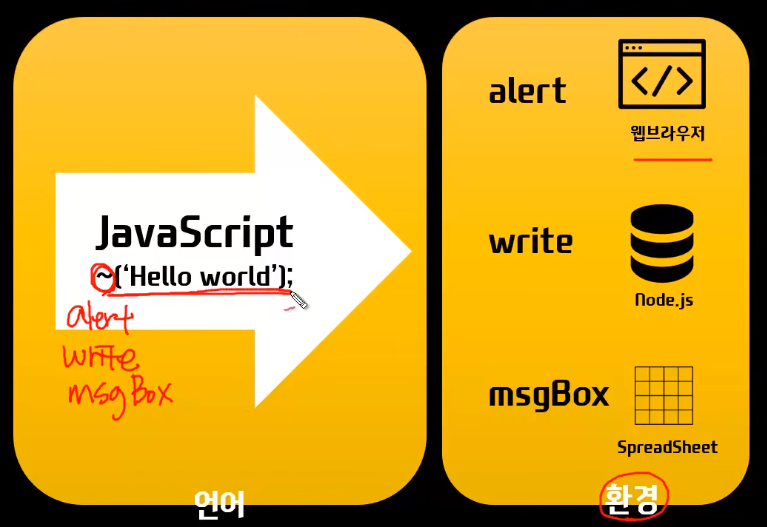 JavaScript
~('Hello world');
alert
write
msgBox
언어
alert
</>
웹브라우저
write
Node.js
msgBox
SpreadSheet
환경